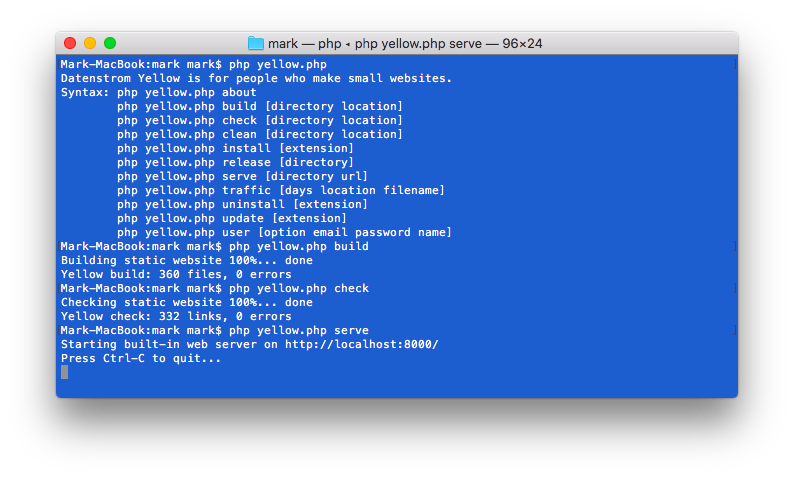 mark — php ◂ php yellow.php serve — 96×24
Mark-MacBook:mark mark$ php yellow.php
Datenstrom Yellow is for people who make small websites.
Syntax: php yellow.php about
        php yellow.php build [directory location]
        php yellow.php check [directory location]
        php yellow.php clean [directory location]
        php yellow.php install [extension]
        php yellow.php release [directory]
        php yellow.php serve [directory url]
        php yellow.php traffic [days location filename]
        php yellow.php uninstall [extension]
        php yellow.php update [extension]
        php yellow.php user [option email password name]
Mark-MacBook:mark mark$ php yellow.php build
Building static website 100%... done
Yellow build: 360 files, 0 errors
Mark-MacBook:mark mark$ php yellow.php check
Checking static website 100%... done
Yellow check: 332 links, 0 errors
Mark-MacBook:mark mark$ php yellow.php serve
Starting built-in web server on http://localhost:8000/
Press Ctrl-C to quit...